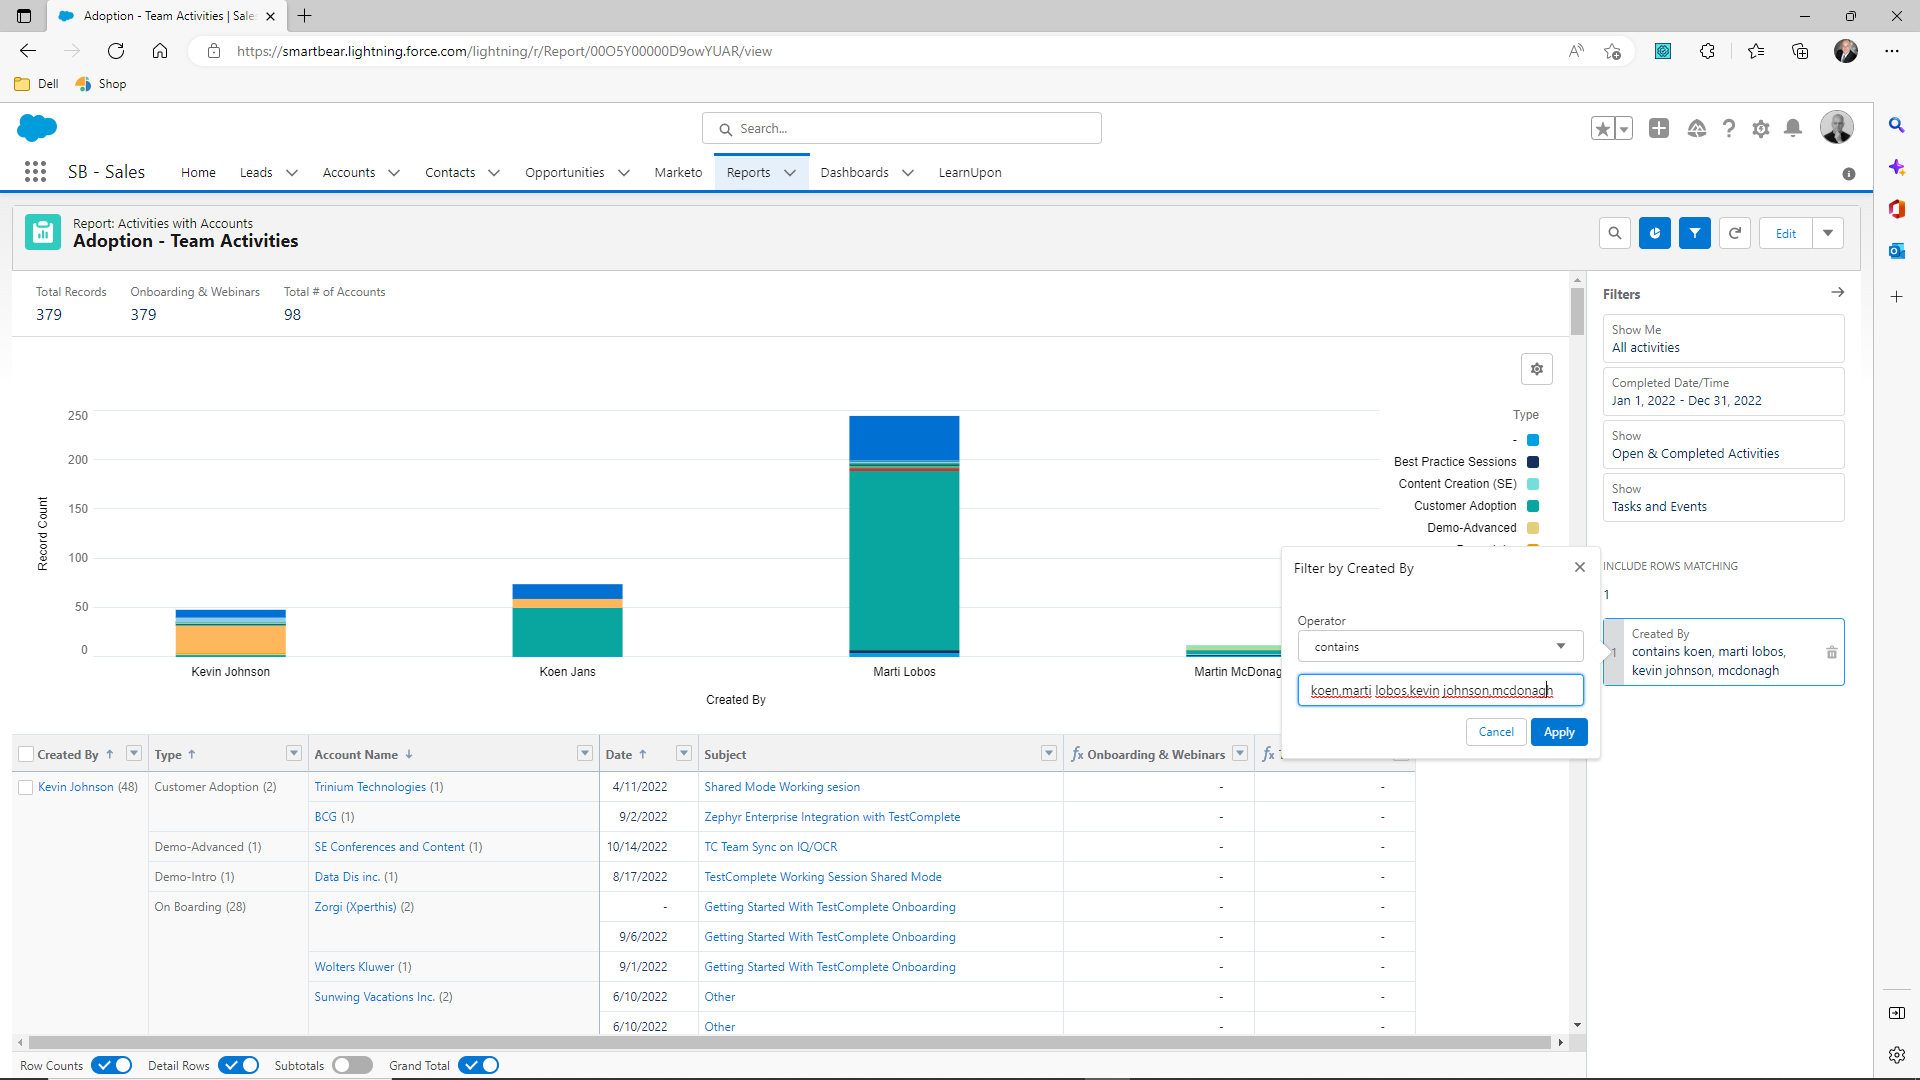 Adoption - Team Activities | Sale
https://smartbear.lightning.force.com/lightning/r/Report/00O5Y00000D9owYUAR/view
Dell
Shop
Search...
SB - Sales
Home
Leads
Accounts
Contacts
Opportunities
Marketo
Reports
Dashboards
LearnUpon
Report: Activities with Accounts
Adoption - Team Activities
Edit
Total Records
Onboarding & Webinars
Total # of Accounts
379
379
98
Filters
Show Me
All activities
Completed Date/Time
Jan 1, 2022 - Dec 31, 2022
Show
Open & Completed Activities
Show
Tasks and Events
INCLUDE ROWS MATCHING
1
1
Created By
contains koen, marti lobos,
kevin johnson, mcdonagh
Type
-
Best Practice Sessions
Content Creation (SE)
Customer Adoption
Demo-Advanced
Record Count
250
200
150
100
50
0
Kevin Johnson
Koen Jans
Marti Lobos
Martin McDonag
Created By
Filter by Created By
Operator
contains
koen,marti lobos,kevin johnson,mcdonagh
Cancel
Apply
Created By ↑ Type ↑ Account Name ↓ Date ↑ Subject fx Onboarding & Webinars fx
Kevin Johnson (48) Customer Adoption (2) Trinium Technologies (1) 4/11/2022 Shared Mode Working sesion - -
BCG (1) 9/2/2022 Zephyr Enterprise Integration with TestComplete - -
Demo-Advanced (1) SE Conferences and Content (1) 10/14/2022 TC Team Sync on IQ/OCR - -
Demo-Intro (1) Data Dis inc. (1) 8/17/2022 TestComplete Working Session Shared Mode - -
On Boarding (28) Zorgi (Xperthis) (2) - Getting Started With TestComplete Onboarding - -
9/6/2022 Getting Started With TestComplete Onboarding - -
Wolters Kluwer (1) 9/1/2022 Getting Started With TestComplete Onboarding - -
Sunwing Vacations Inc. (2) 6/10/2022 Other - -
6/10/2022 Other - -
Row Counts
Detail Rows
Subtotals
Grand Total